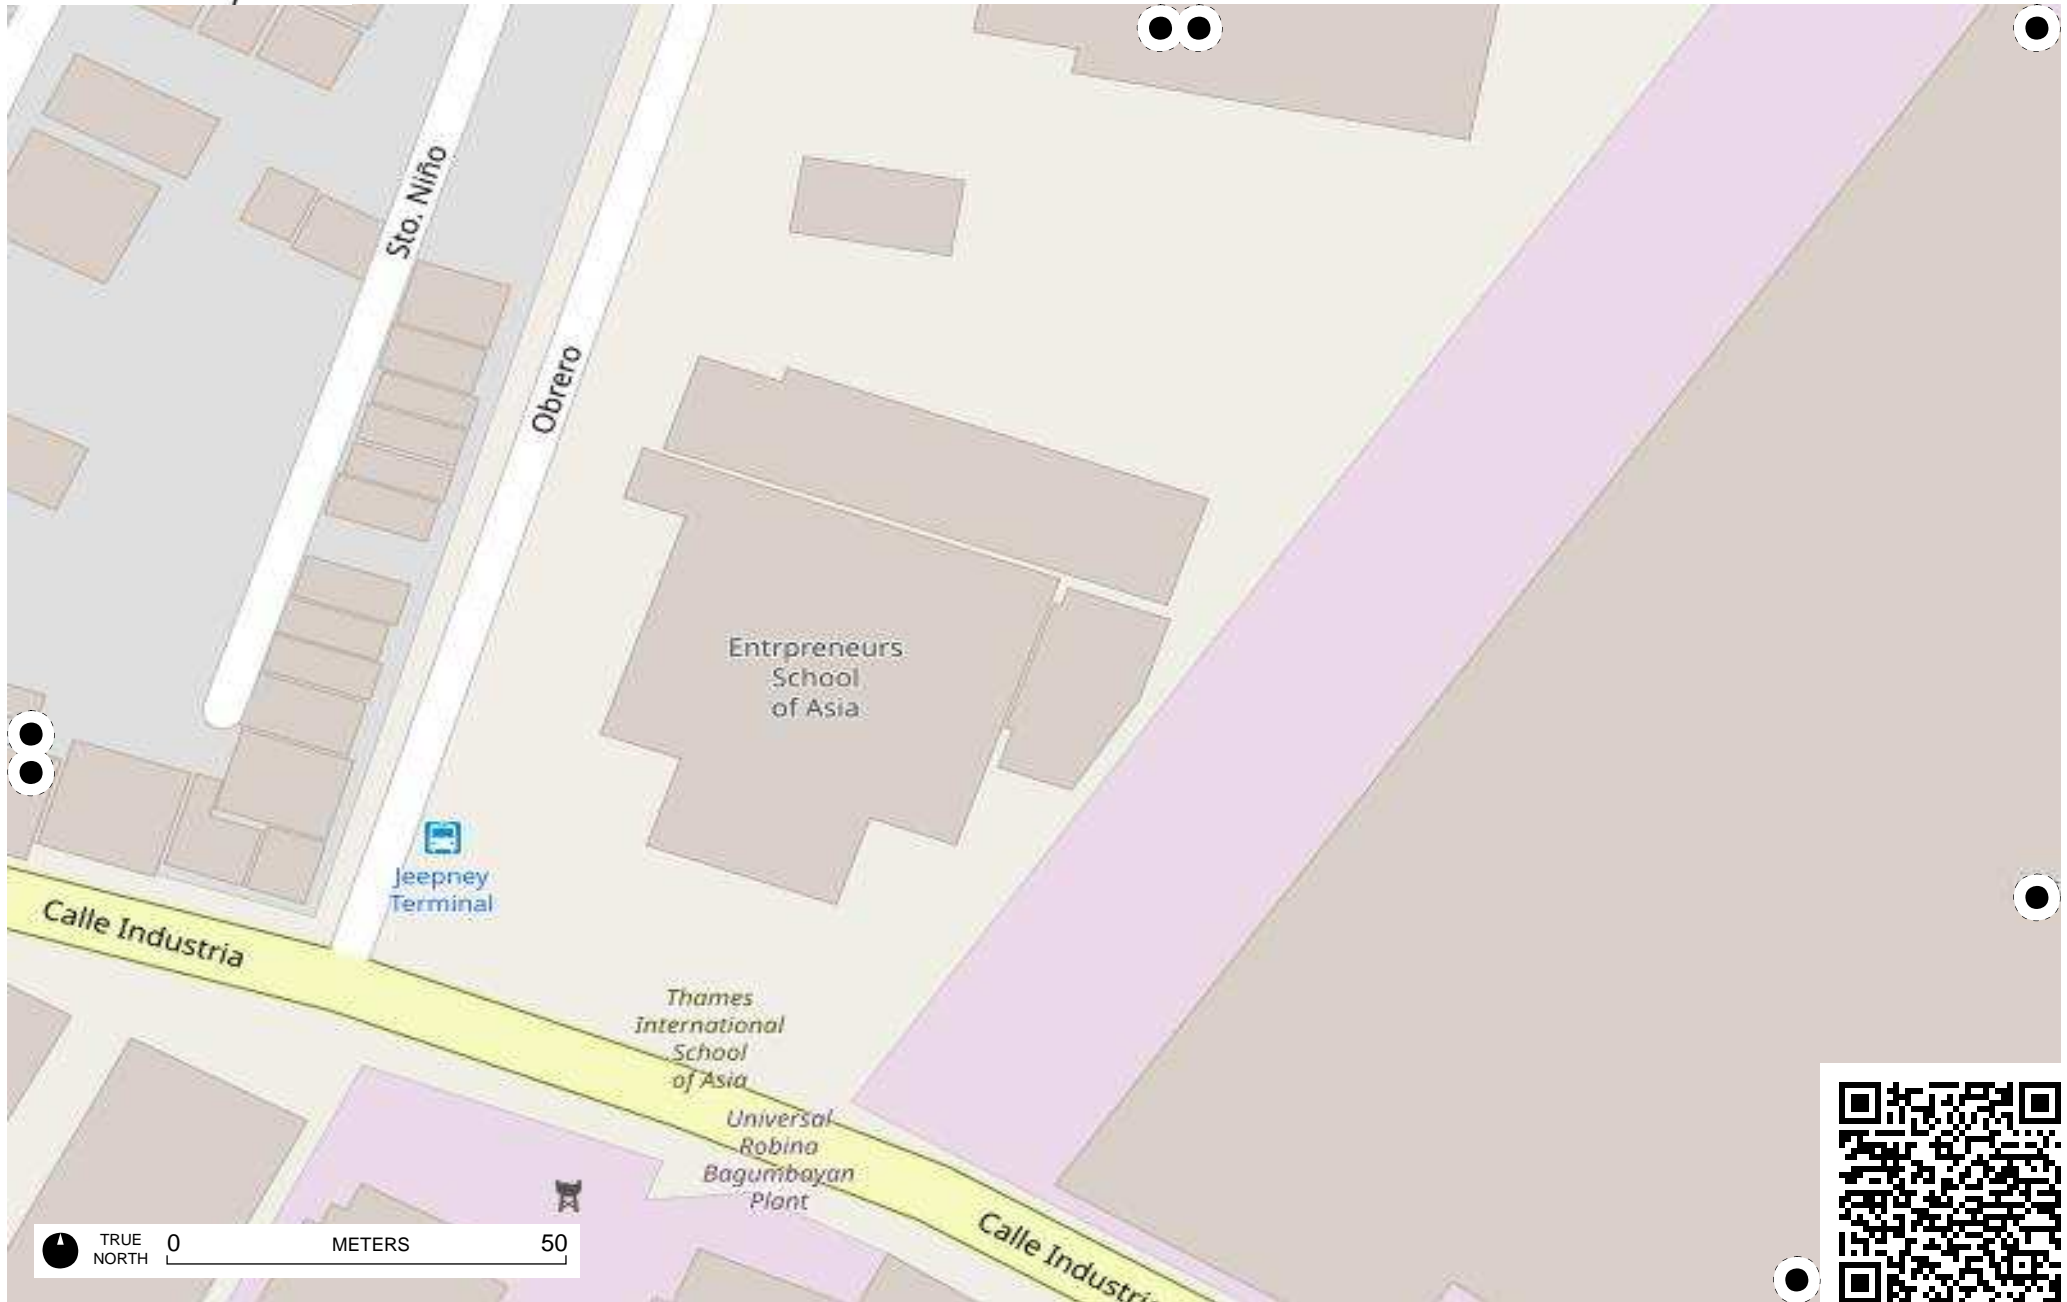 Sto. Niño
Obrero
Entrpreneurs
School
of Asia
Jeepney
Terminal
Calle Industria
Thames
International
School
of Asia
Universal
Robina
Bagumbayan
Plant
Calle Industria
TRUE
NORTH
0
METERS
50